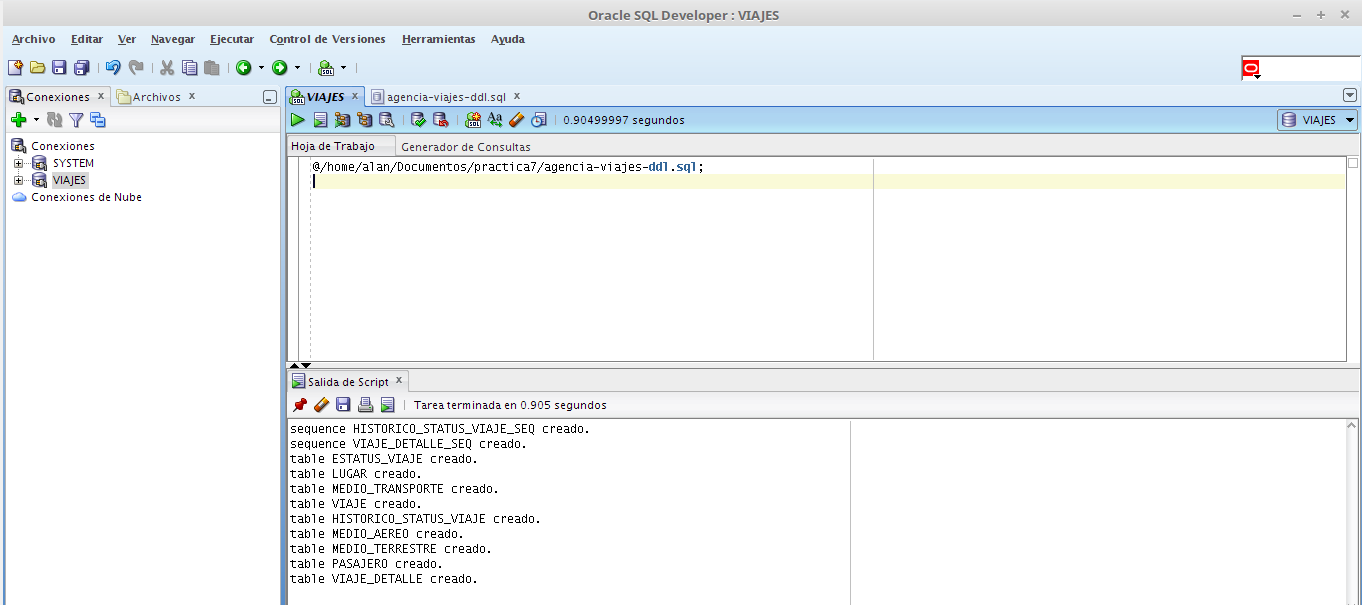 Oracle SQL Developer : VIAJES
Archivo Editar Ver Navegar Ejecutar Control de Versiones Herramientas Ayuda
Conexiones x Archivos x
VIAJES x agencia-viajes-ddl.sql x
0.90499997 segundos
VIAJES
Conexiones
SYSTEM
VIAJES
Conexiones de Nube
Hoja de Trabajo Generador de Consultas
@/home/alan/Documentos/practica7/agencia-viajes-ddl.sql;
Salida de Script x
Tarea terminada en 0.905 segundos
sequence HISTORICO_STATUS_VIAJE_SEQ creado.
sequence VIAJE_DETALLE_SEQ creado.
table ESTATUS_VIAJE creado.
table LUGAR creado.
table MEDIO_TRANSPORTE creado.
table VIAJE creado.
table HISTORICO_STATUS_VIAJE creado.
table MEDIO_AEREO creado.
table MEDIO_TERRESTRE creado.
table PASAJERO creado.
table VIAJE_DETALLE creado.